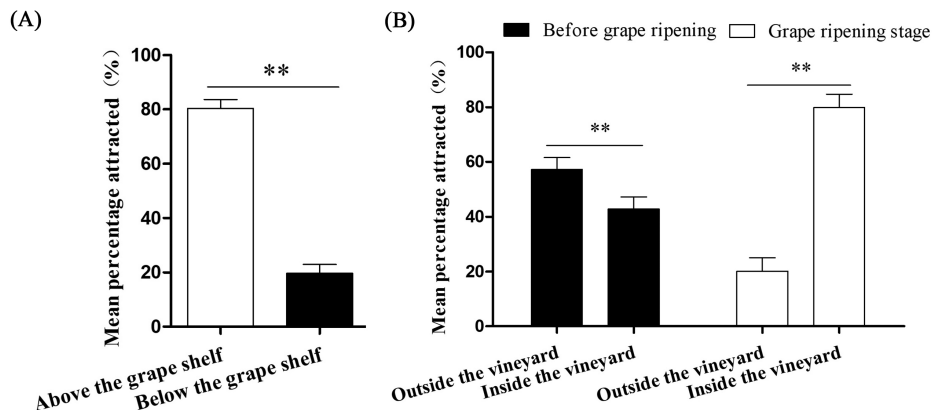 (A)
Mean percentage attracted (%)
100
80
60
40
20
0
**
Above the grape shelf
Below the grape shelf
(B)
Before grape ripening
Grape ripening stage
Mean percentage attracted (%)
100
80
60
40
20
0
**
**
Outside the vineyard
Inside the vineyard
Outside the vineyard
Inside the vineyard